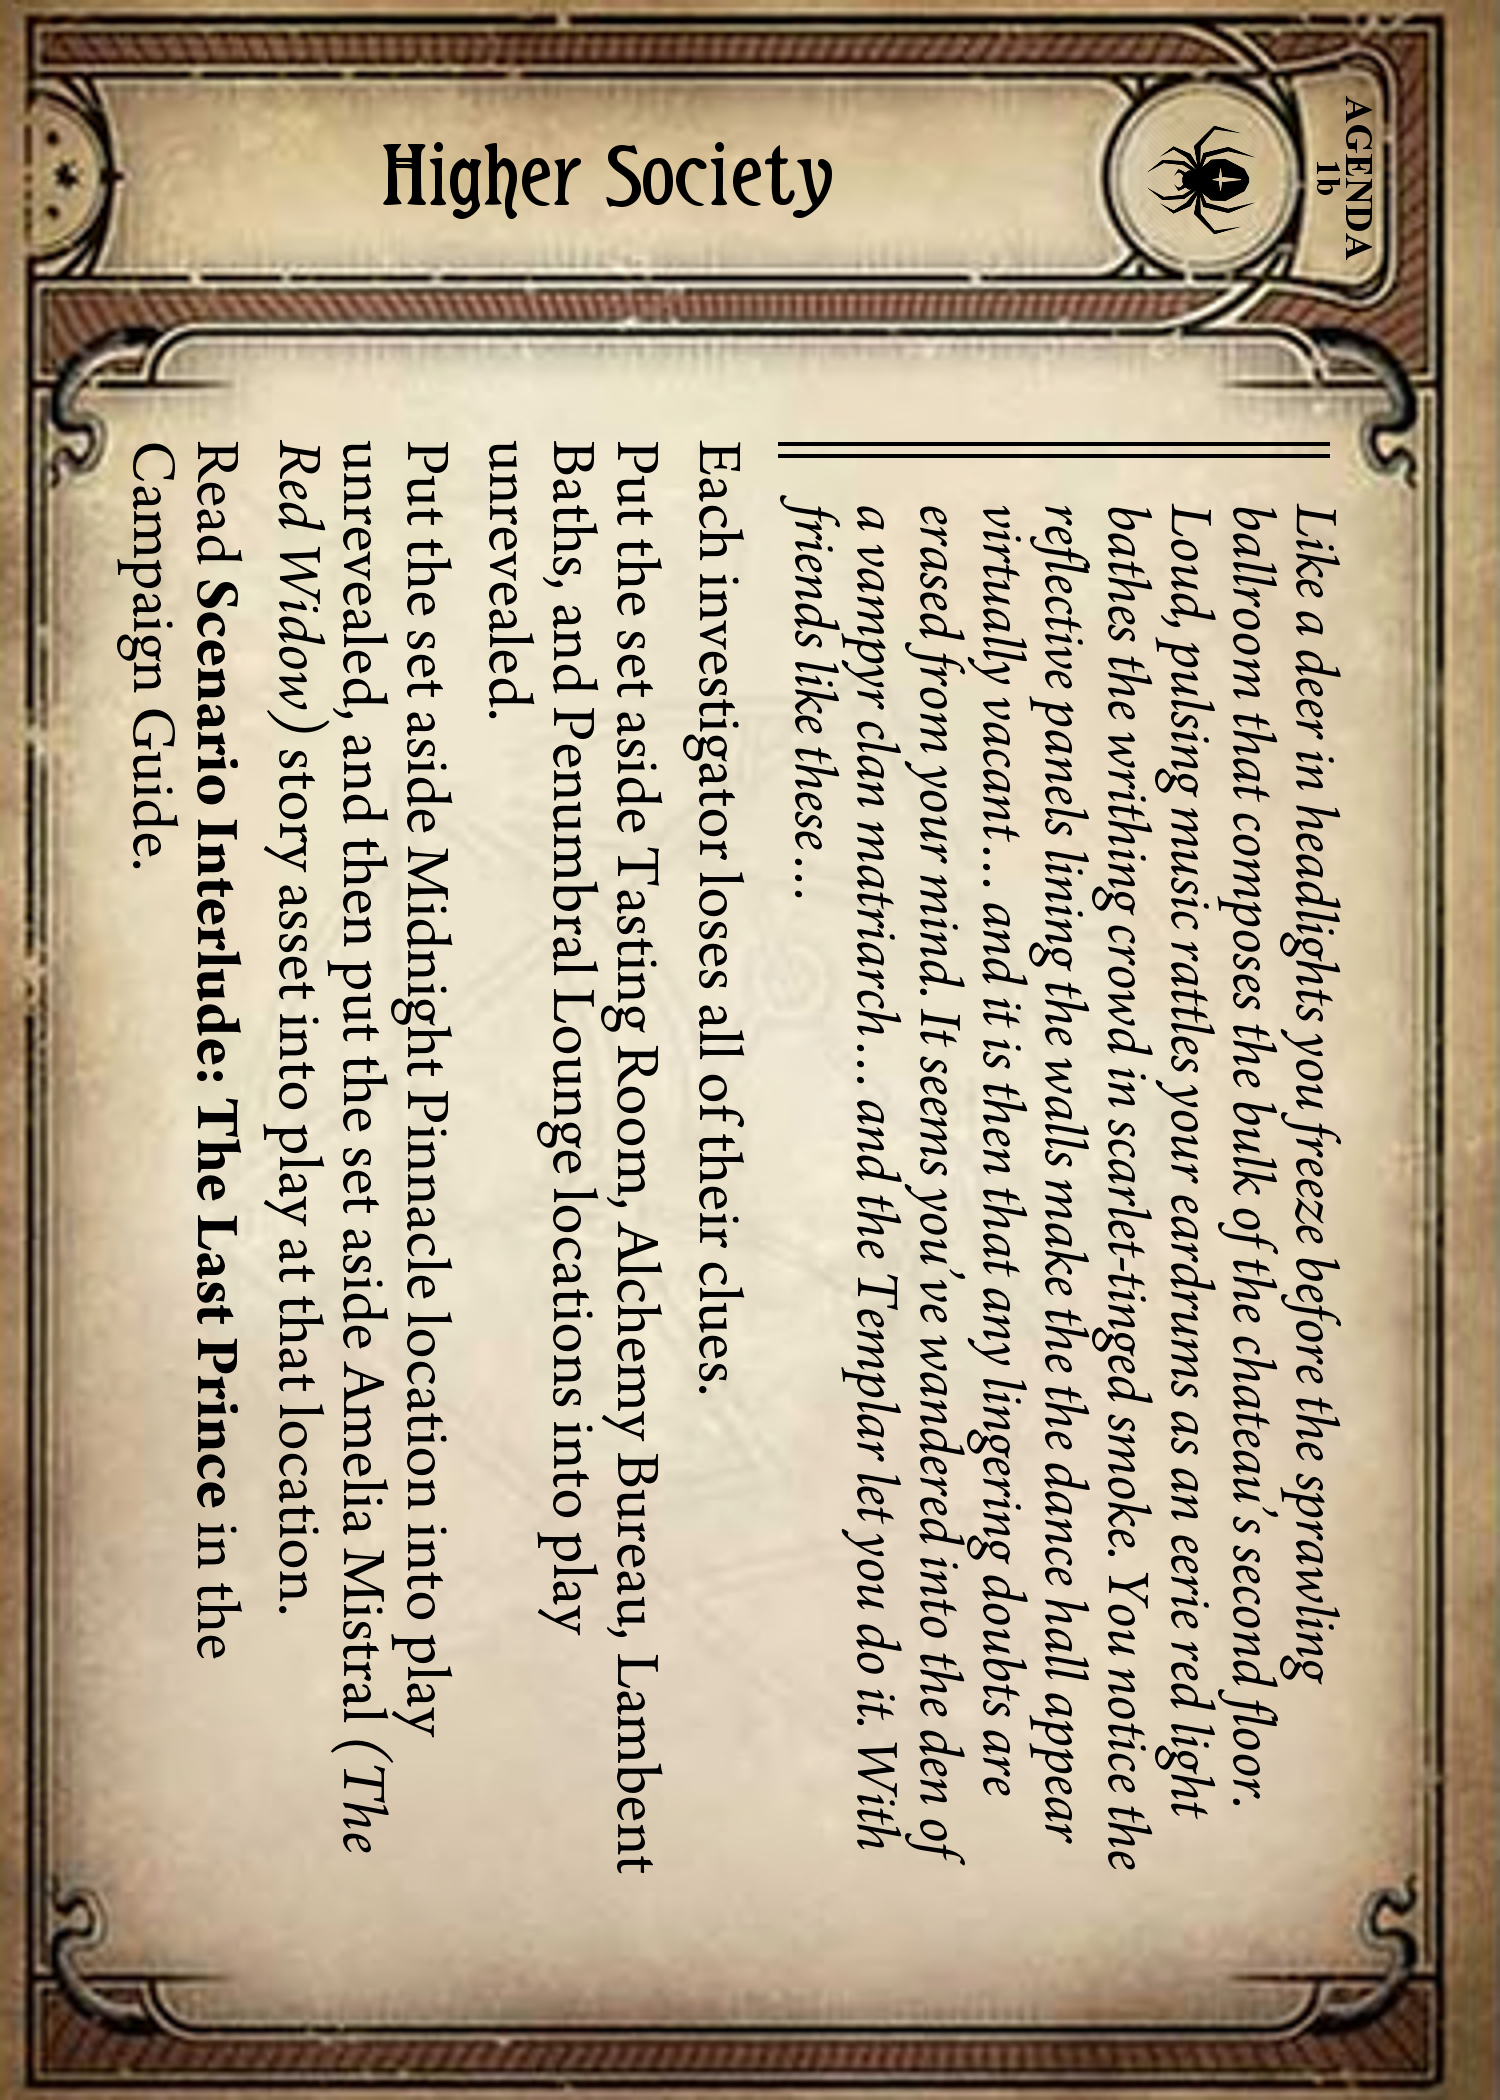 AGENDA
1b
Higher Society
Like a deer in headlights you freeze before the sprawling
ballroom that composes the bulk of the chateau's second floor.
Loud, pulsing music rattles your eardrums as an eerie red light
bathes the writhing crowd in scarlet-tinged smoke. You notice the
reflective panels lining the walls make the the dance hall appear
virtually vacant… and it is then that any lingering doubts are
erased from your mind. It seems you've wandered into the den of
a vampyr clan matriarch… and the Templar let you do it. With
friends like these…
Each investigator loses all of their clues.
Put the set aside Tasting Room, Alchemy Bureau, Lambent
Baths, and Penumbral Lounge locations into play
unrevealed.
Put the set aside Midnight Pinnacle location into play
unrevealed, and then put the set aside Amelia Mistral (The
Red Widow) story asset into play at that location.
Read Scenario Interlude: The Last Prince in the
Campaign Guide.